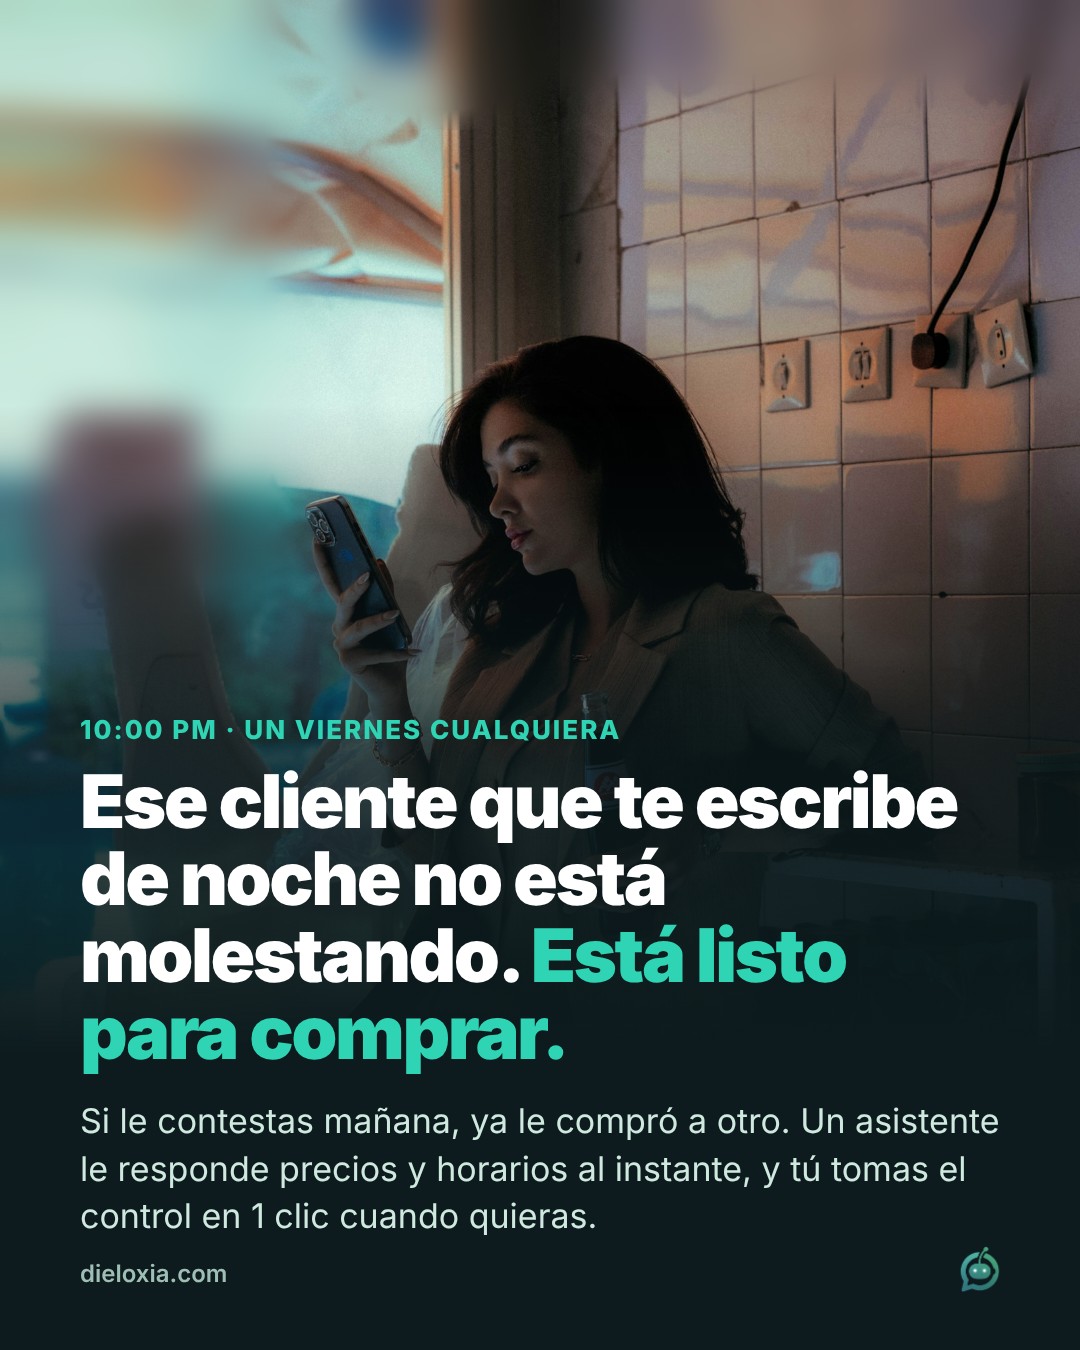 10:00 PM · UN VIERNES CUALQUIERA
Ese cliente que te escribe
de noche no está
molestando. Está listo
para comprar.
Si le contestas mañana, ya le compró a otro. Un asistente
le responde precios y horarios al instante, y tú tomas el
control en 1 clic cuando quieras.
dieloxia.com